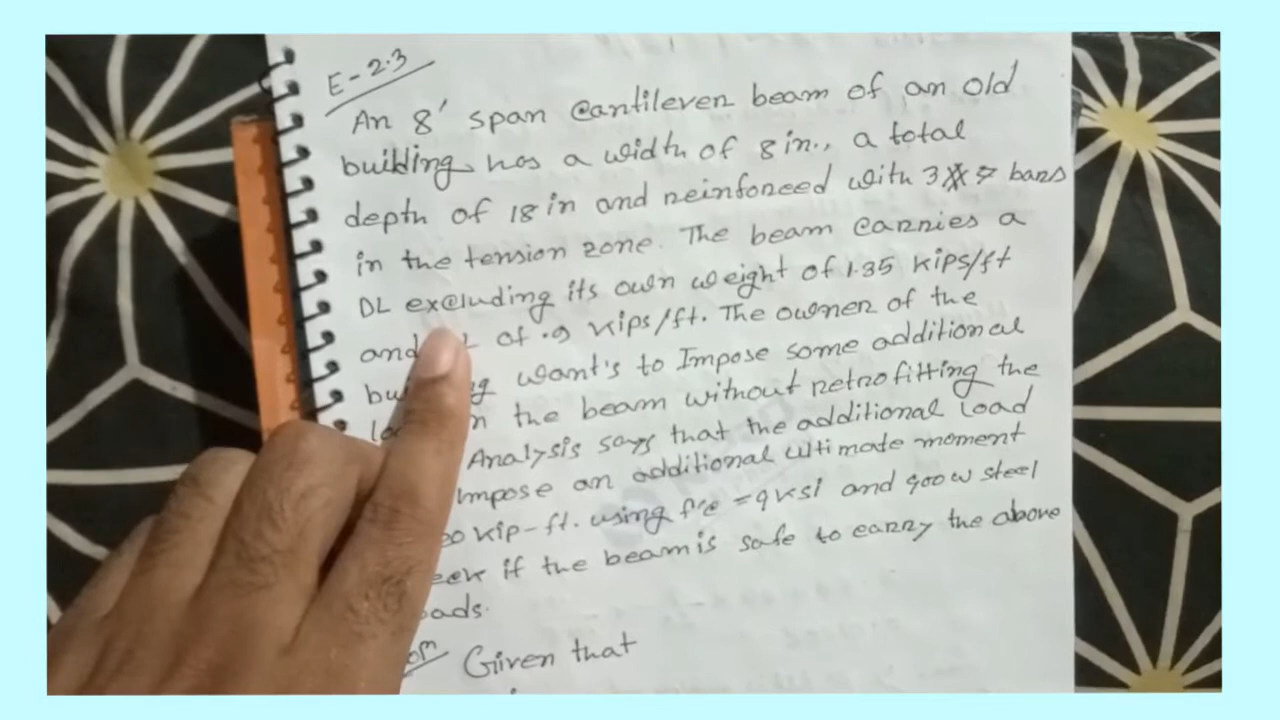 E-2.3
An 8' span cantilever beam of an old
building has a width of 8 in., a total
depth of 18 in and reinforced with 3 # 7 bars
in the tension zone. The beam carries a
DL excluding its own weight of 1.35 kips/ft
and of .9 kips/ft. The owner of the
want's to Impose some additional
the beam without retrofitting the
Analysis says that the additional load
Impose an additional ultimate moment
kip-ft. using f'c = 4ksi and 400w steel
if the beam is safe to carry the above
Given that